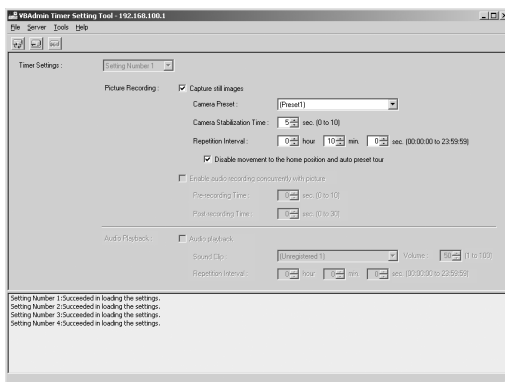 VBAdmin Timer Setting Tool - 192.168.100.1
File Server Tools Help
Timer Settings : Setting Number 1
Picture Recording : Capture still images
Camera Preset : (Preset1)
Camera Stabilization Time : 5 sec. (0 to 10)
Repetition Interval : 0 hour 10 min. 0 sec. (00:00:00 to 23:59:59)
Disable movement to the home position and auto preset tour
Enable audio recording concurrently with picture
Pre-recording Time : 0 sec. (0 to 10)
Post recording Time : 0 sec. (0 to 30)
Audio Playback : Audio playback
Sound Clip : (Unregistered 1) Volume : 50 (1 to 100)
Repetition Interval : 0 hour 0 min. 0 sec. (00:00:00 to 23:59:59)
Setting Number 1:Succeeded in loading the settings.
Setting Number 2:Succeeded in loading the settings.
Setting Number 3:Succeeded in loading the settings.
Setting Number 4:Succeeded in loading the settings.